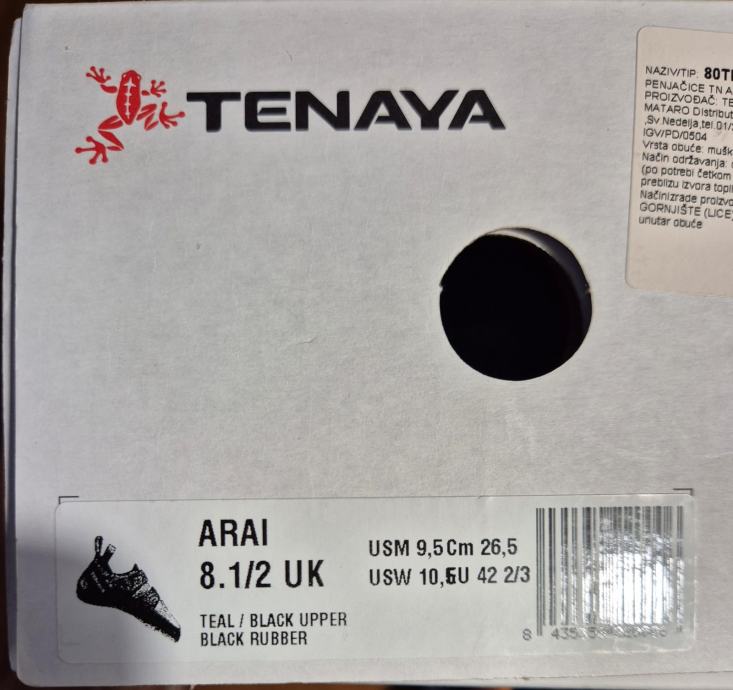 TENAYA
NAZIV/TIP: 80T
PENJAČICE TN A
PROIZVOĐAČ: TE
MATARO Distribut
,Sv.Nedelja,tel.01/
IGV/PD/0504
Vrsta obuće: mušk
Način održavanja:
(po potrebi četkom
preblizu izvora topli
Načinizrade proizvo
GORNJIŠTE (LICE)
unutar obuće
ARAI
8.1/2 UK
USM 9,5 Cm 26,5
USW 10,5 EU 42 2/3
TEAL / BLACK UPPER
BLACK RUBBER
8